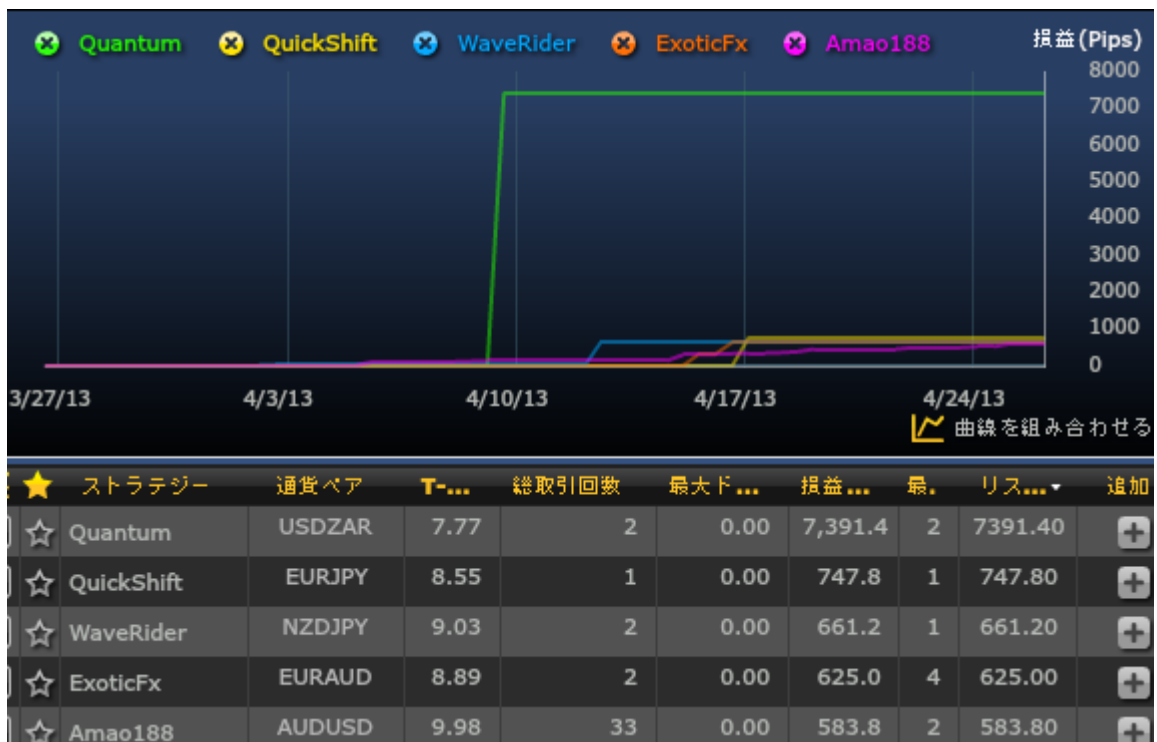 Quantum QuickShift WaveRider ExoticFx Amao188 損益(Pips)
8000
7000
6000
5000
4000
3000
2000
1000
0
3/27/13 4/3/13 4/10/13 4/17/13 4/24/13
曲線を組み合わせる
ストラテジー 通貨ペア T-... 総取引回数 最大ド... 損益... 最. リス... 追加
Quantum USDZAR 7.77 2 0.00 7,391.4 2 7391.40
QuickShift EURJPY 8.55 1 0.00 747.8 1 747.80
WaveRider NZDJPY 9.03 2 0.00 661.2 1 661.20
ExoticFx EURAUD 8.89 2 0.00 625.0 4 625.00
Amao188 AUDUSD 9.98 33 0.00 583.8 2 583.80